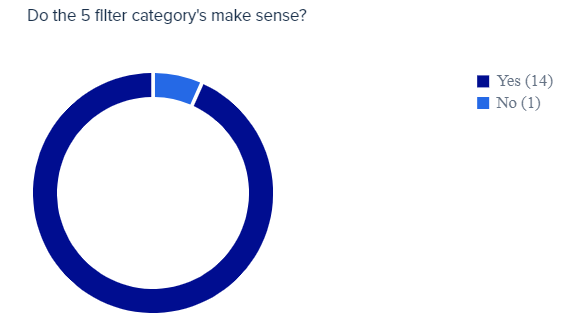 Do the 5 fIlter category's make sense?
Yes (14)
No (1)